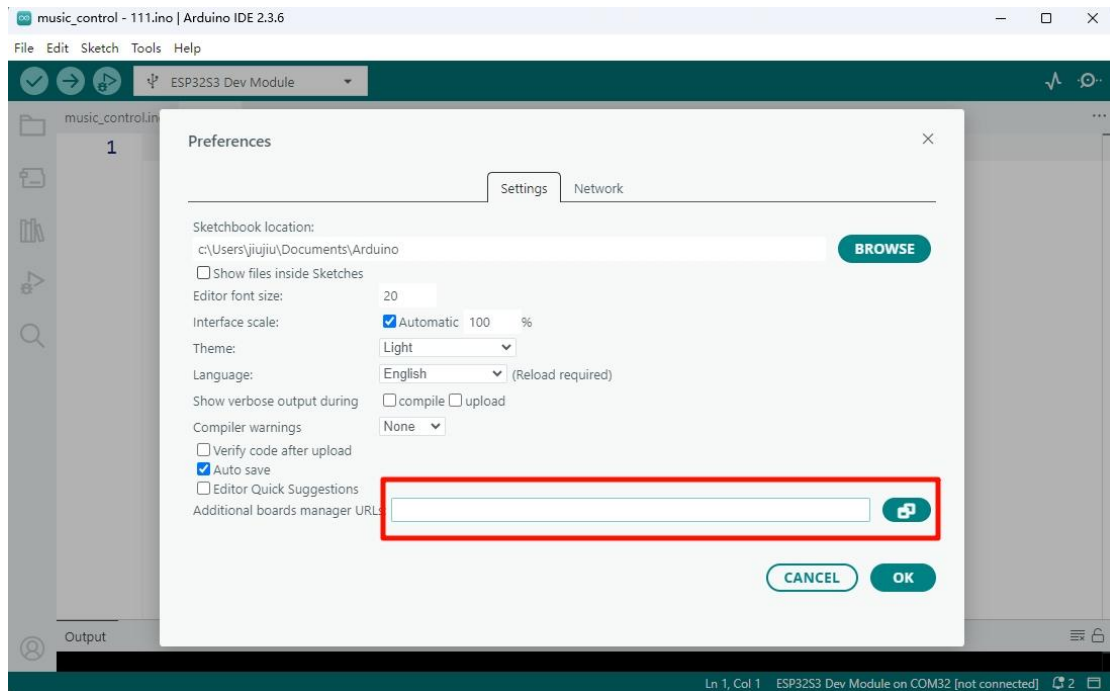 music_control - 111.ino | Arduino IDE 2.3.6
File Edit Sketch Tools Help
ESP32S3 Dev Module
music_control.in
1
Preferences
Settings Network
Sketchbook location:
c:\Users\jiujiu\Documents\Arduino BROWSE
Show files inside Sketches
Editor font size: 20
Interface scale: Automatic 100 %
Theme: Light
Language: English (Reload required)
Show verbose output during compile upload
Compiler warnings None
Verify code after upload
Auto save
Editor Quick Suggestions
Additional boards manager URLs
CANCEL OK
Output
Ln 1, Col 1 ESP32S3 Dev Module on COM32 [not connected] 2